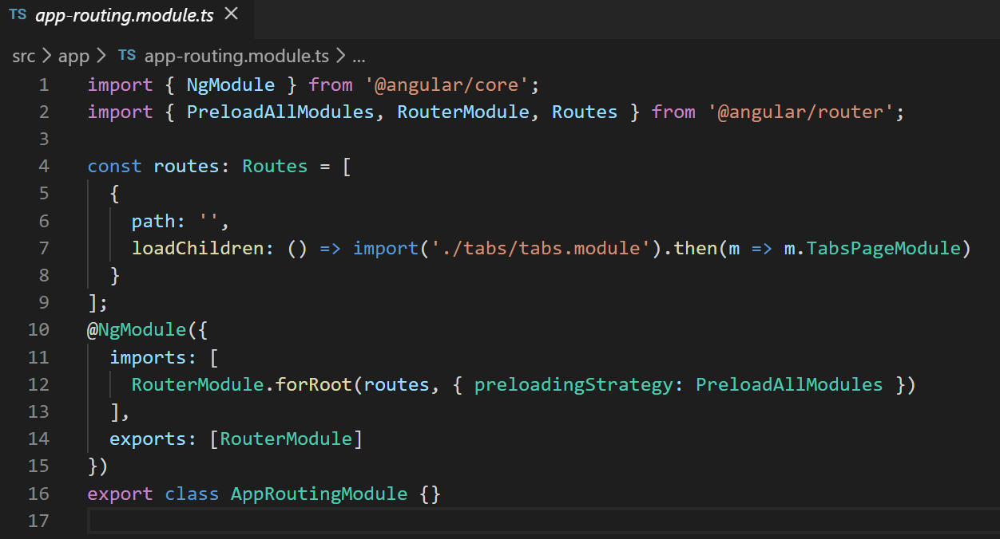 TS app-routing.module.ts ✕
src > app > TS app-routing.module.ts > ...
1 import { NgModule } from '@angular/core';
2 import { PreloadAllModules, RouterModule, Routes } from '@angular/router';
3
4 const routes: Routes = [
5   {
6     path: '',
7     loadChildren: () => import('./tabs/tabs.module').then(m => m.TabsPageModule)
8   }
9 ];
10 @NgModule({
11   imports: [
12     RouterModule.forRoot(routes, { preloadingStrategy: PreloadAllModules })
13   ],
14   exports: [RouterModule]
15 })
16 export class AppRoutingModule {}
17